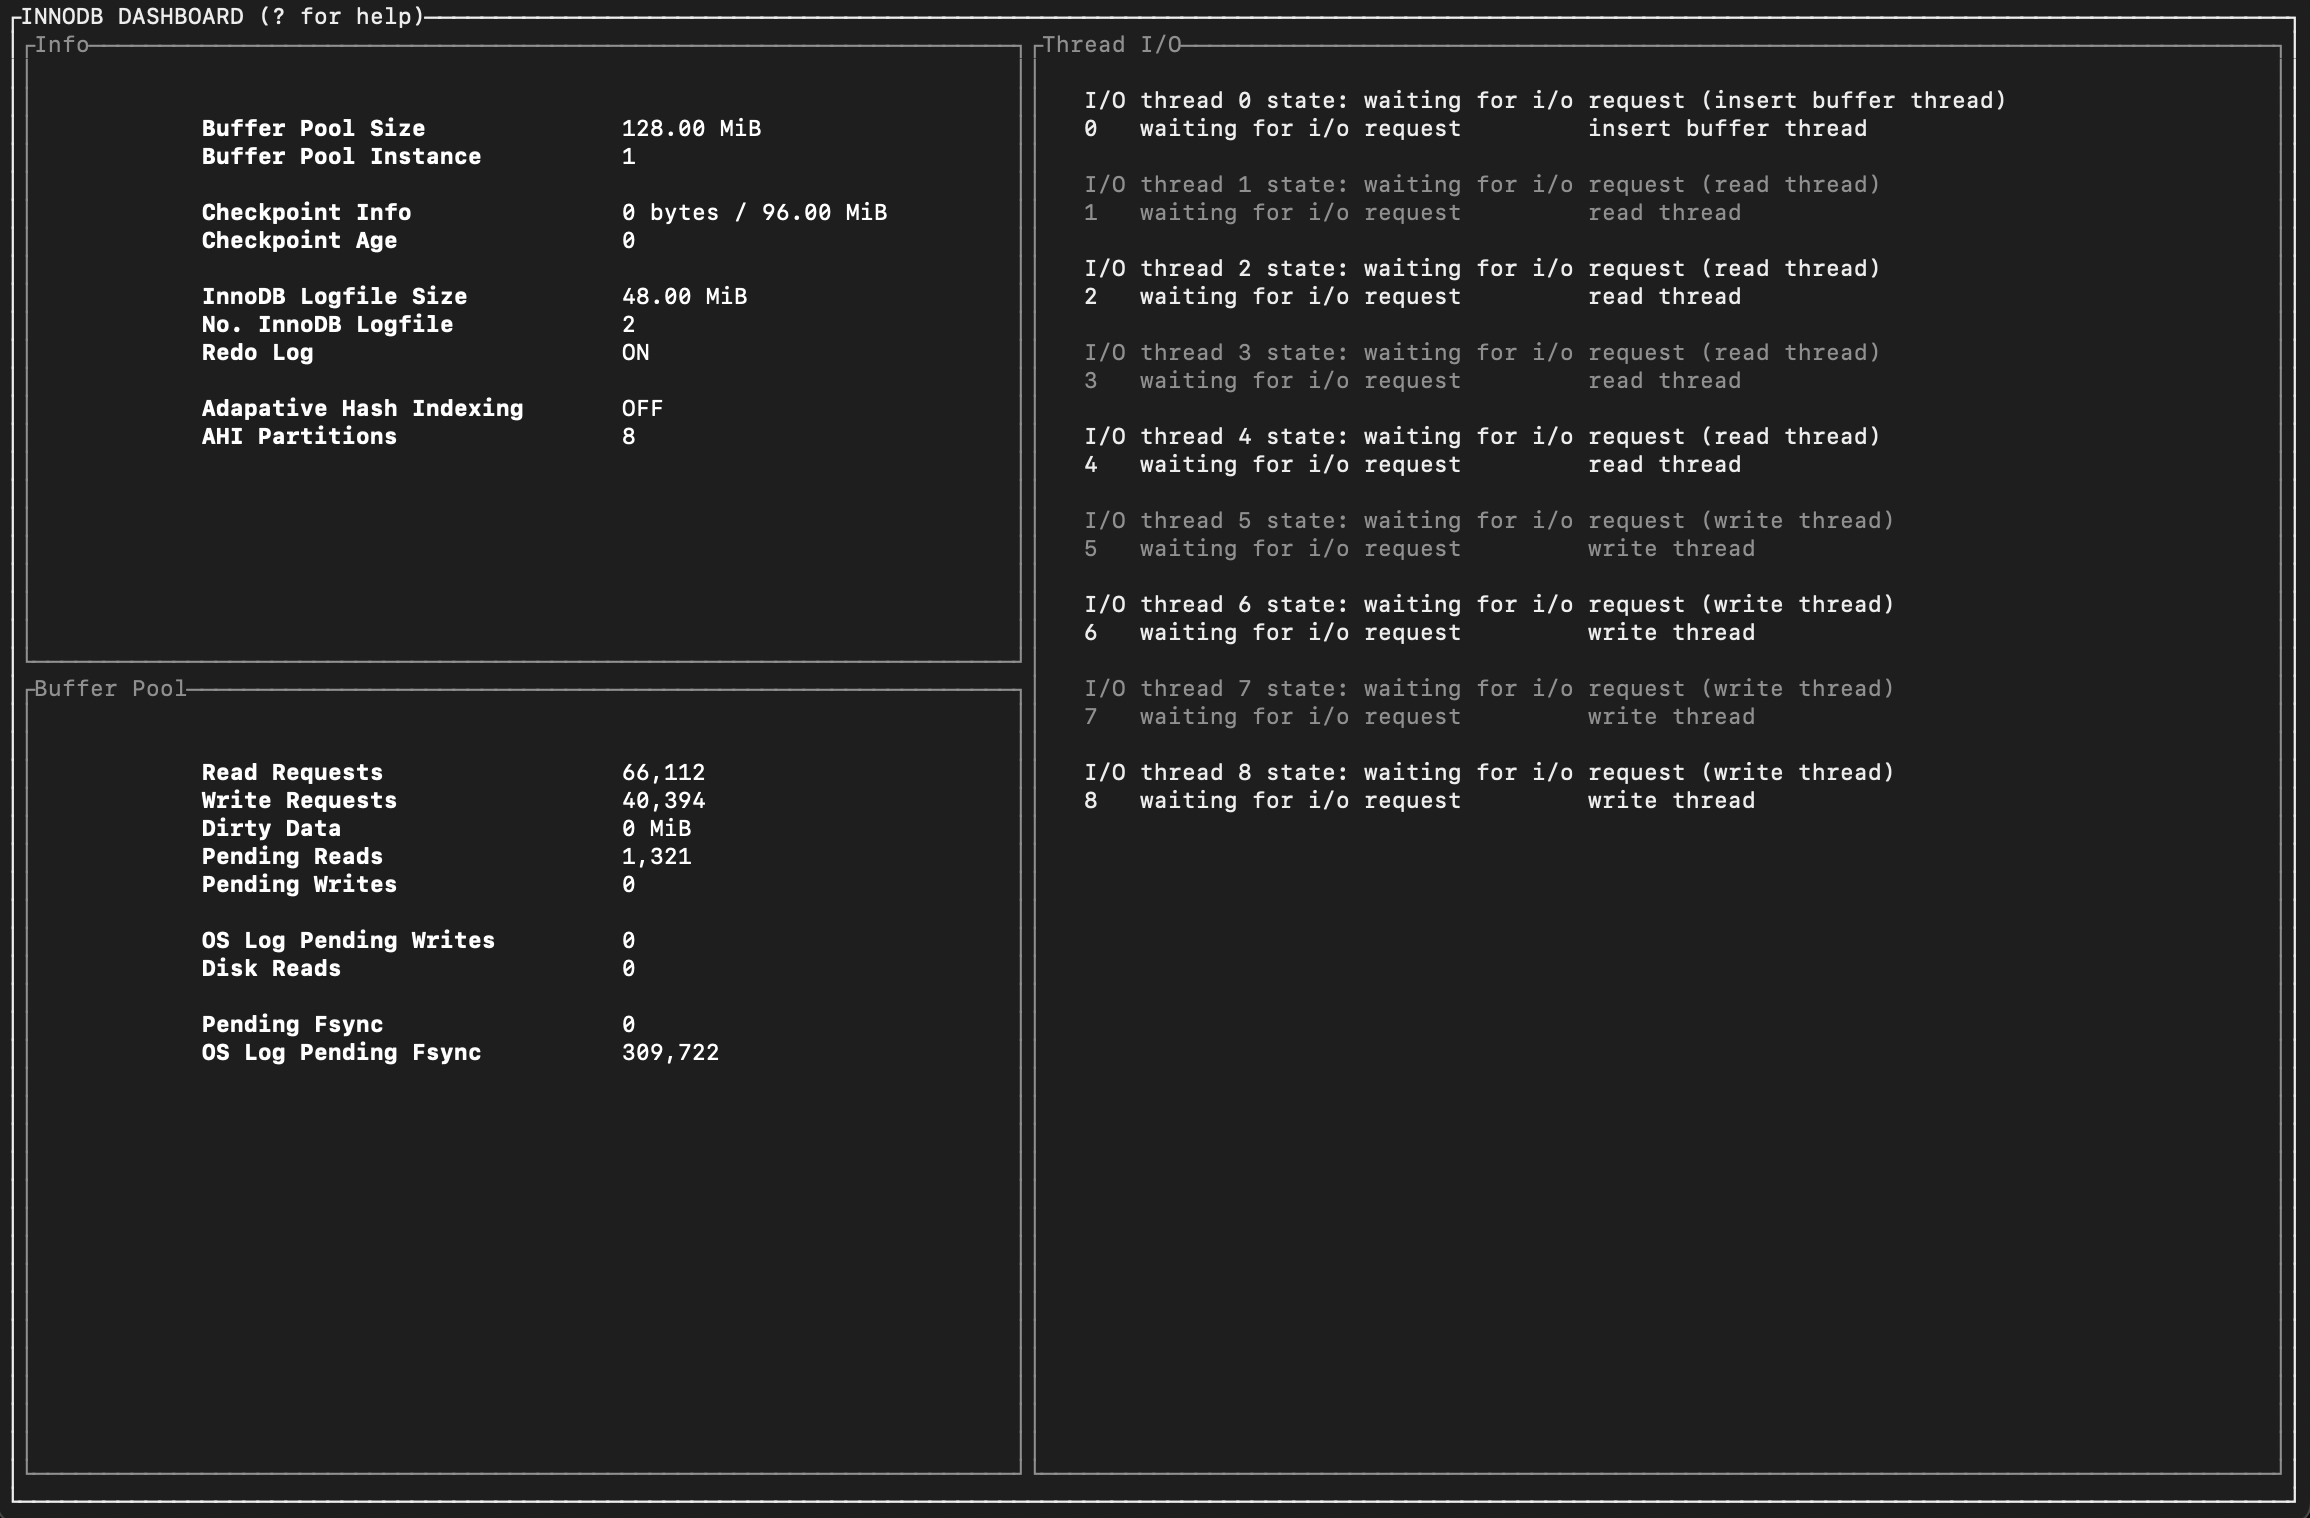 INNODB DASHBOARD (? for help)
Info
Buffer Pool Size 128.00 MiB
Buffer Pool Instance 1
Checkpoint Info 0 bytes / 96.00 MiB
Checkpoint Age 0
InnoDB Logfile Size 48.00 MiB
No. InnoDB Logfile 2
Redo Log ON
Adapative Hash Indexing OFF
AHI Partitions 8
Buffer Pool
Read Requests 66,112
Write Requests 40,394
Dirty Data 0 MiB
Pending Reads 1,321
Pending Writes 0
OS Log Pending Writes 0
Disk Reads 0
Pending Fsync 0
OS Log Pending Fsync 309,722
Thread I/O
I/O thread 0 state: waiting for i/o request (insert buffer thread)
0 waiting for i/o request insert buffer thread
I/O thread 1 state: waiting for i/o request (read thread)
1 waiting for i/o request read thread
I/O thread 2 state: waiting for i/o request (read thread)
2 waiting for i/o request read thread
I/O thread 3 state: waiting for i/o request (read thread)
3 waiting for i/o request read thread
I/O thread 4 state: waiting for i/o request (read thread)
4 waiting for i/o request read thread
I/O thread 5 state: waiting for i/o request (write thread)
5 waiting for i/o request write thread
I/O thread 6 state: waiting for i/o request (write thread)
6 waiting for i/o request write thread
I/O thread 7 state: waiting for i/o request (write thread)
7 waiting for i/o request write thread
I/O thread 8 state: waiting for i/o request (write thread)
8 waiting for i/o request write thread